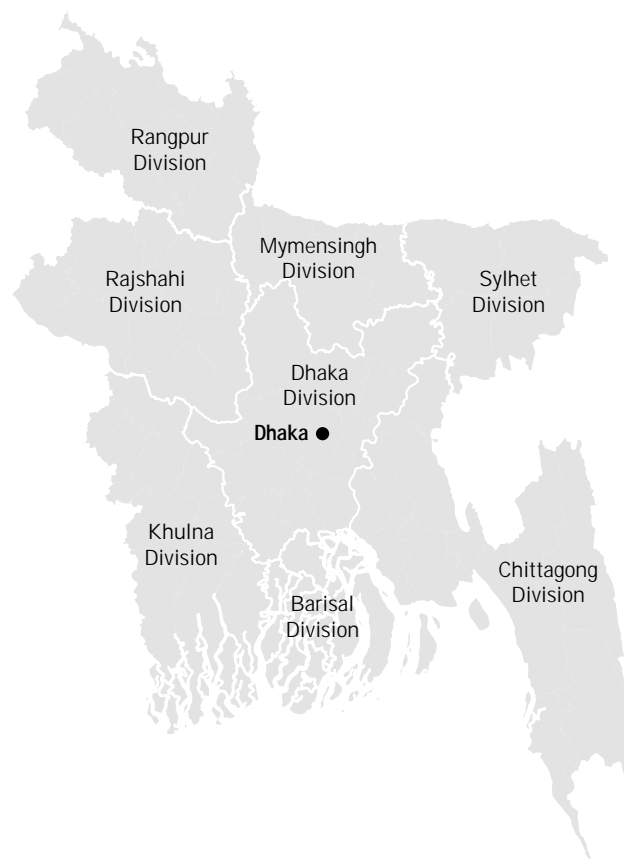 Rangpur
Division
Mymensingh
Division
Rajshahi
Division
Sylhet
Division
Dhaka
Division
Dhaka
Khulna
Division
Chittagong
Division
Barisal
Division